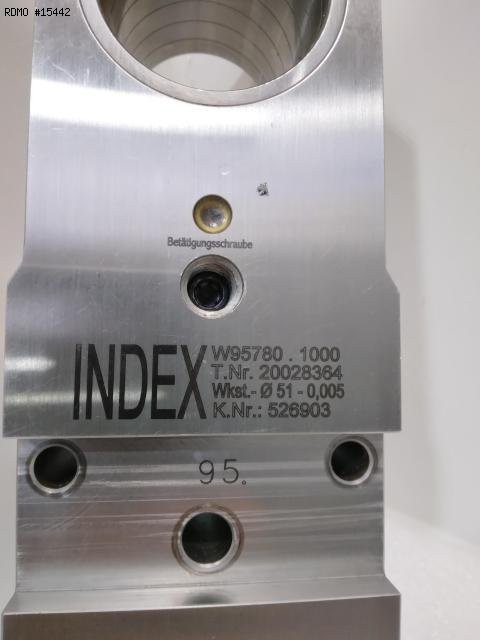 RDMO #15442
Betätigungsschraube
INDEX
W95780 . 1000
T.Nr. 20028364
Wkst.- Ø 51 - 0,005
K.Nr.: 526903
95.